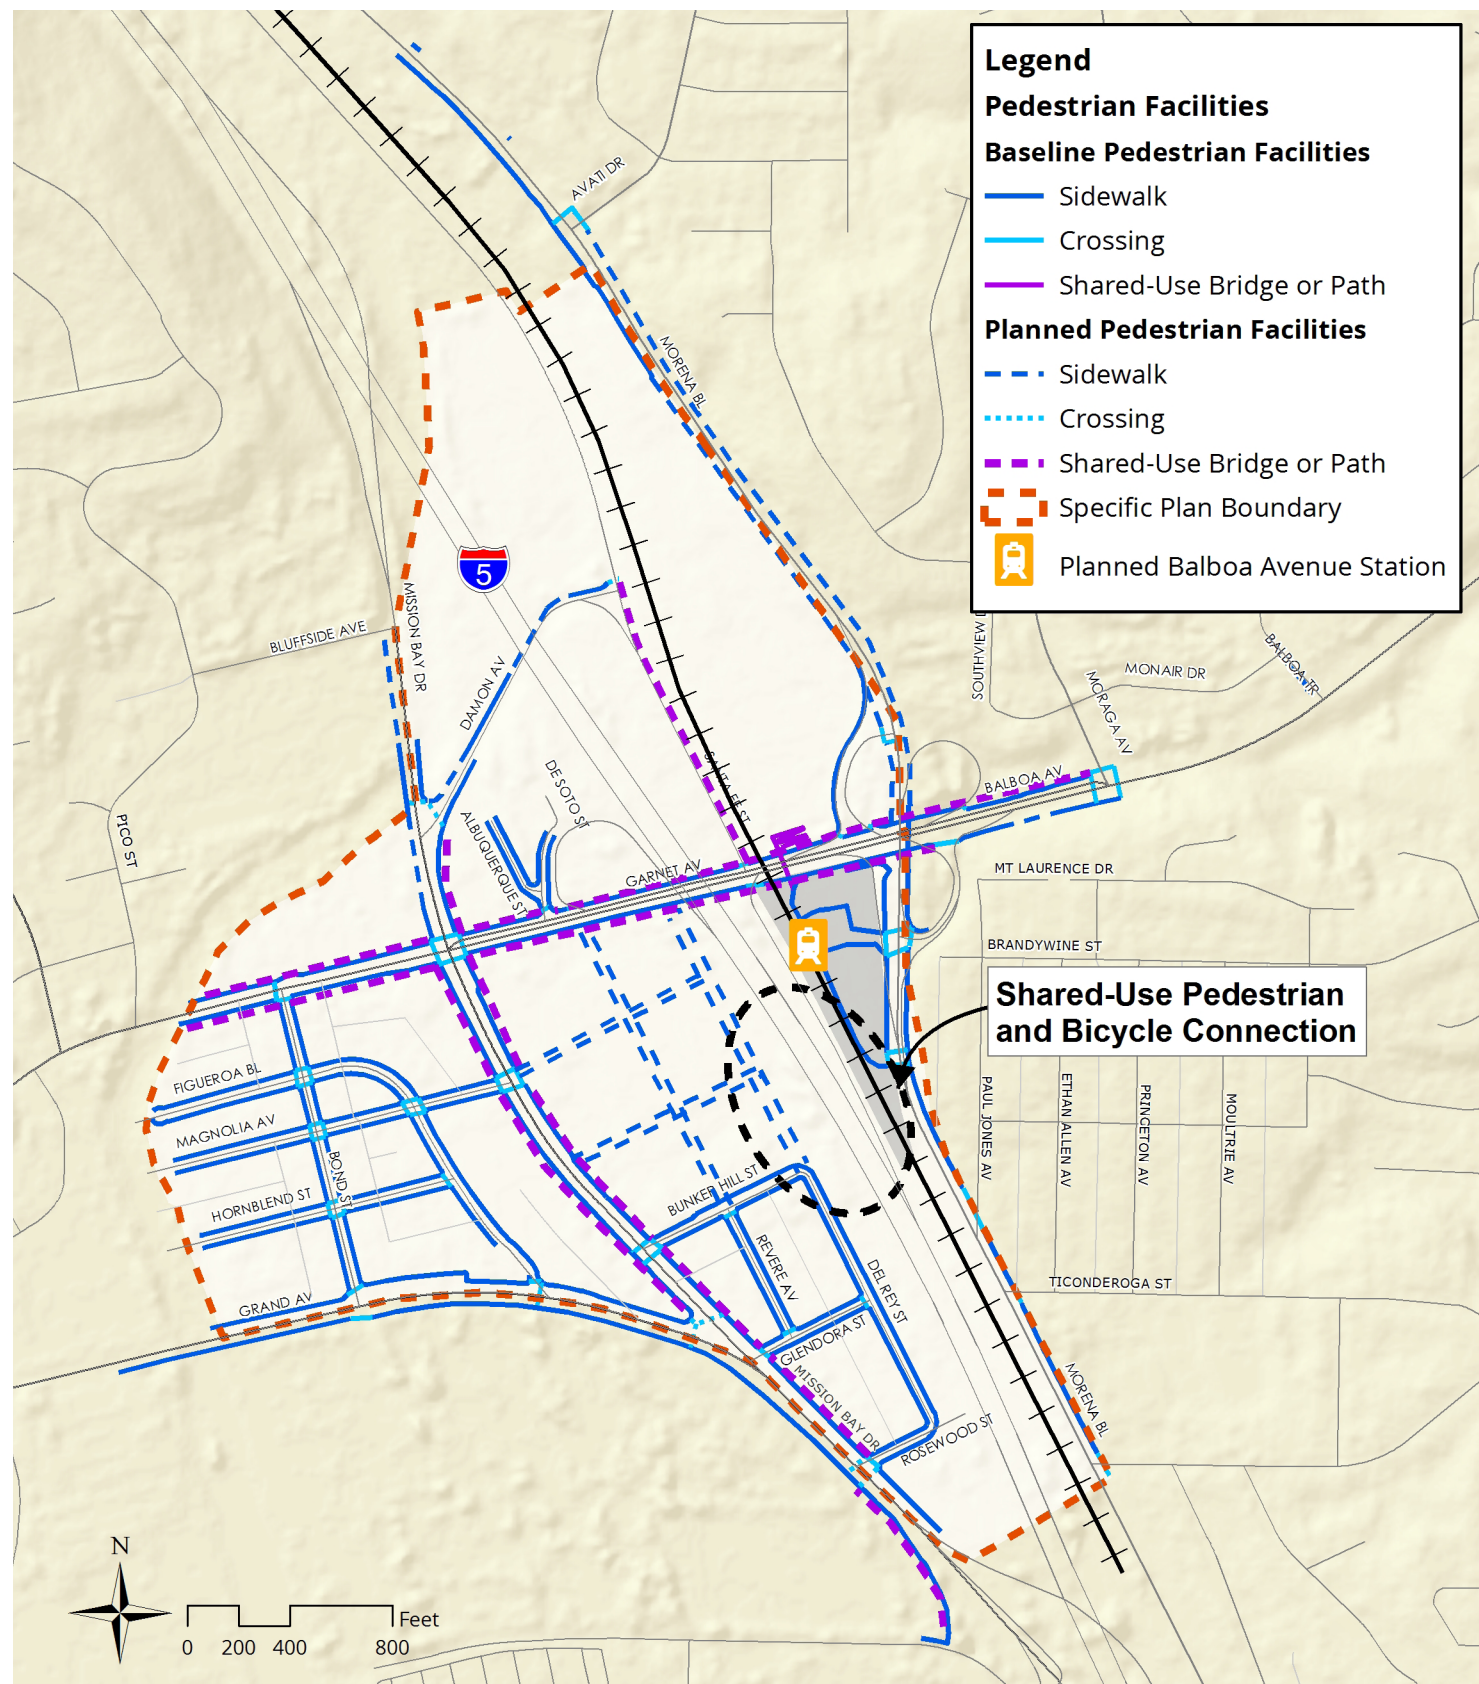 Legend
Pedestrian Facilities
Baseline Pedestrian Facilities
Sidewalk
Crossing
Shared-Use Bridge or Path
Planned Pedestrian Facilities
Sidewalk
Crossing
Shared-Use Bridge or Path
Specific Plan Boundary
Planned Balboa Avenue Station
AVATI DR
MORENA BL
5
MISSION BAY DR
BLUFFSIDE AVE
DAMON AV
SOUTHVIEW D
BALBOA TR
MONAIR DR
MORAGA AV
SANTA FE ST
BALBOA AV
DE SOTO ST
ALBUQUERQUE ST
PICO ST
GARNET AV
MT LAURENCE DR
BRANDYWINE ST
Shared-Use Pedestrian
and Bicycle Connection
FIGUEROA BL
MAGNOLIA AV
BOND ST
HORNBLEND ST
GRAND AV
BUNKER HILL ST
REVERE AV
DEL REY ST
GLENDORA ST
MISSION BAY DR
ROSEWOOD ST
PAUL JONES AV
ETHAN ALLEN AV
PRINCETON AV
MOULTRIE AV
TICONDEROGA ST
MORENA BL
N
Feet
0 200 400 800